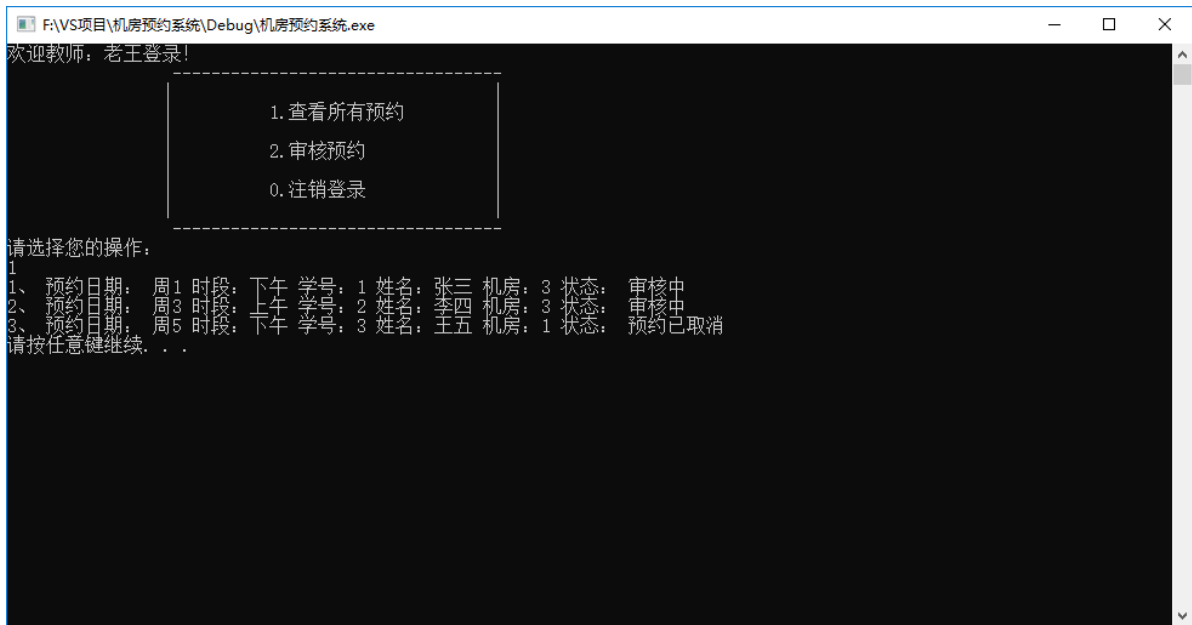 F:\VS项目\机房预约系统\Debug\机房预约系统.exe
欢迎教师：老王登录!
----------------------------------
1.查看所有预约
2.审核预约
0.注销登录
----------------------------------
请选择您的操作：
1
1、 预约日期： 周1 时段：下午 学号：1 姓名：张三 机房：3 状态： 审核中
2、 预约日期： 周3 时段：上午 学号：2 姓名：李四 机房：3 状态： 审核中
3、 预约日期： 周5 时段：下午 学号：3 姓名：王五 机房：1 状态： 预约已取消
请按任意键继续. . .